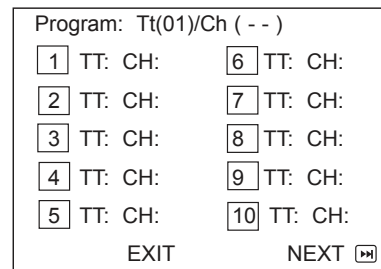 Program: Tt(01)/Ch ( - - )
1 TT: CH: 6 TT: CH:
2 TT: CH: 7 TT: CH:
3 TT: CH: 8 TT: CH:
4 TT: CH: 9 TT: CH:
5 TT: CH: 10 TT: CH:
EXIT NEXT